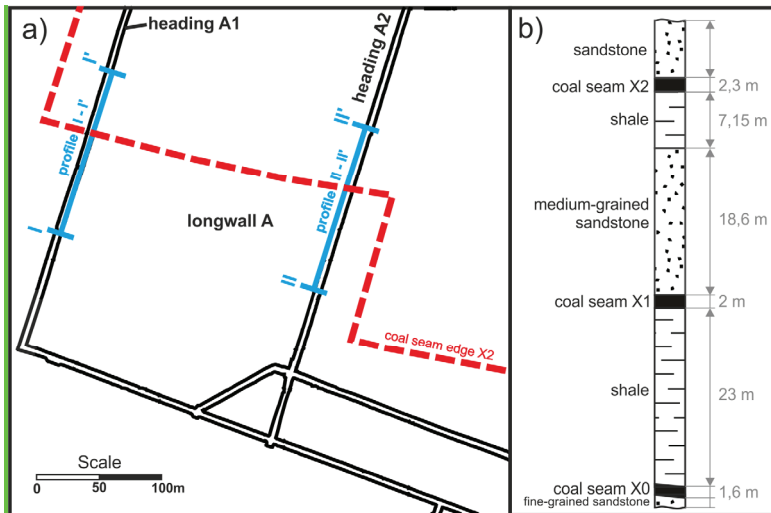 a)
heading A1
heading A2
I'
profile I - I'
I
II'
profile II - II'
II
longwall A
coal seam edge X2
Scale
0 50 100m
b)
sandstone
coal seam X2
2,3 m
shale
7,15 m
medium-grained
sandstone
18,6 m
coal seam X1
2 m
shale
23 m
coal seam X0
1,6 m
fine-grained sandstone